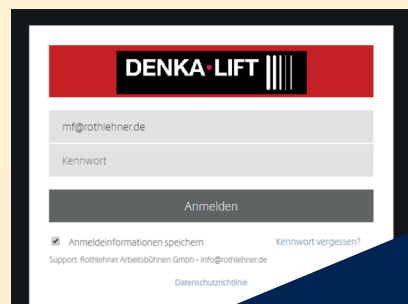 DENKA·LIFT
mf@rothlehner.de
Kennwort
Anmelden
Anmeldeinformationen speichern
Kennwort vergessen?
Support: Rothlehner Arbeitsbühnen Gmbh - info@rothlehner.de
Datenschutzrichtlinie